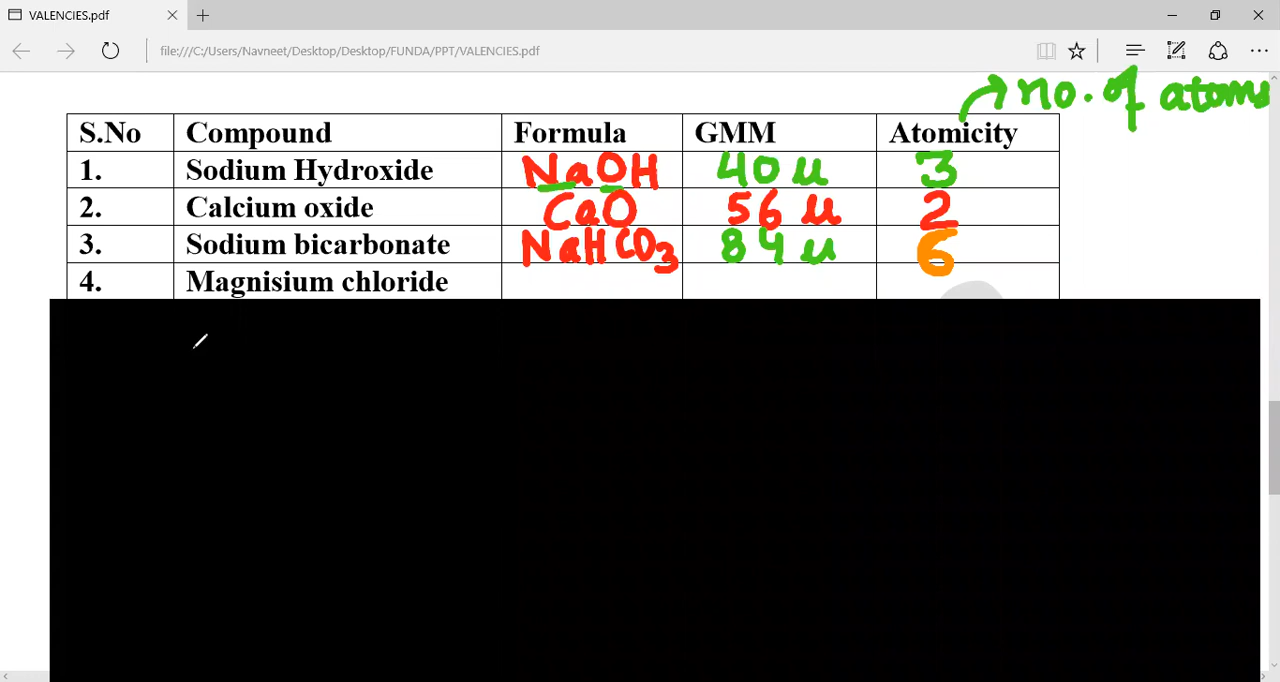 VALENCIES.pdf
file:///C:/Users/Navneet/Desktop/Desktop/FUNDA/PPT/VALENCIES.pdf
no. of atoms
S.No Compound Formula GMM Atomicity
1. Sodium Hydroxide NaOH 40 u 3
2. Calcium oxide CaO 56 u 2
3. Sodium bicarbonate NaHCO3 84 u 6
4. Magnisium chloride